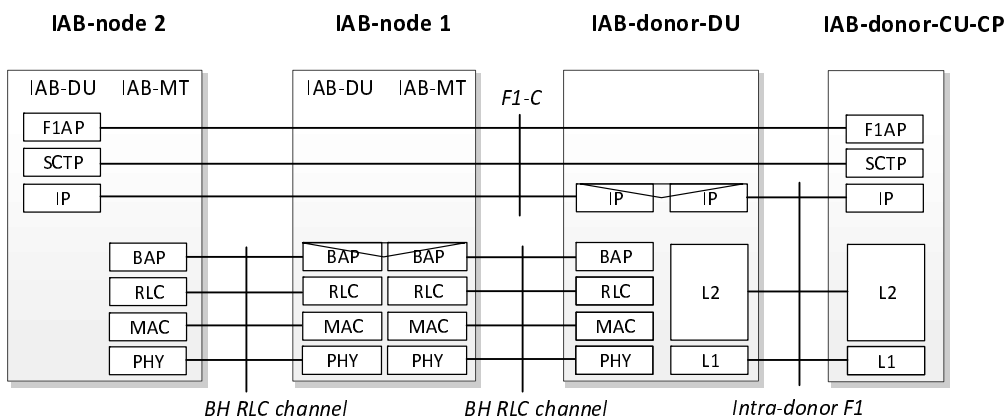 IAB-node 2 IAB-node 1 IAB-donor-DU IAB-donor-CU-CP
IAB-DU IAB-MT IAB-DU IAB-MT
F1-C
F1AP F1AP
SCTP SCTP
IP IP IP IP
BAP BAP BAP BAP
RLC RLC RLC RLC L2 L2
MAC MAC MAC MAC
PHY PHY PHY PHY L1 L1
BH RLC channel BH RLC channel Intra-donor F1